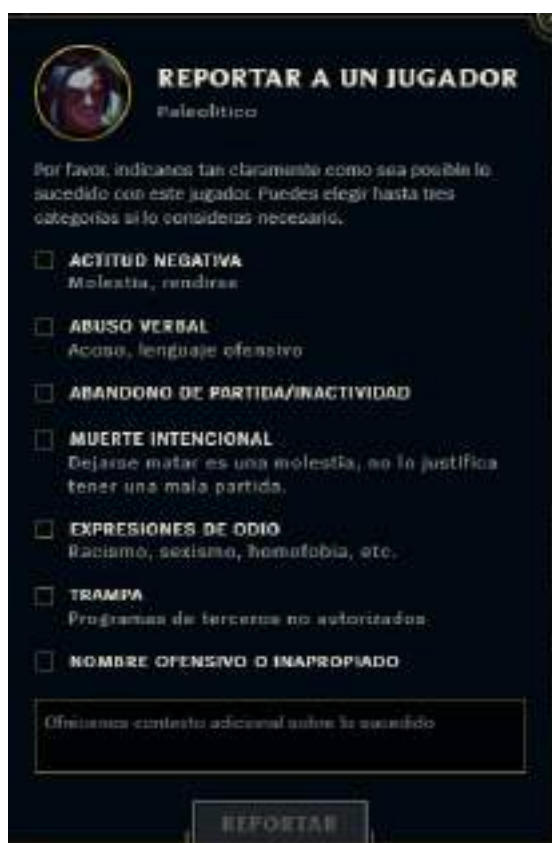 REPORTAR A UN JUGADOR
Paleolitico
Por favor, indícanos tan claramente como sea posible lo
sucedido con este jugador. Puedes elegir hasta tres
categorías si lo consideras necesario.
ACTITUD NEGATIVA
Molestia, rendirse
ABUSO VERBAL
Acoso, lenguaje ofensivo
ABANDONO DE PARTIDA/INACTIVIDAD
MUERTE INTENCIONAL
Dejarse matar es una molestia, no lo justifica
tener una mala partida.
EXPRESIONES DE ODIO
Racismo, sexismo, homofobia, etc.
TRAMPA
Programas de terceros no autorizados
NOMBRE OFENSIVO O INAPROPIADO
Ofrécenos contexto adicional sobre lo sucedido
REPORTAR